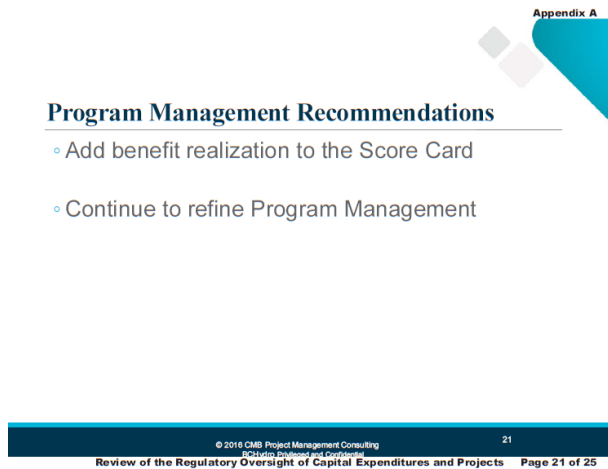 Appendix A
Program Management Recommendations
◦ Add benefit realization to the Score Card
◦ Continue to refine Program Management
21
© 2016 CMB Project Management Consulting
BCHydro Privileged and Confidential
Review of the Regulatory Oversight of Capital Expenditures and Projects Page 21 of 25